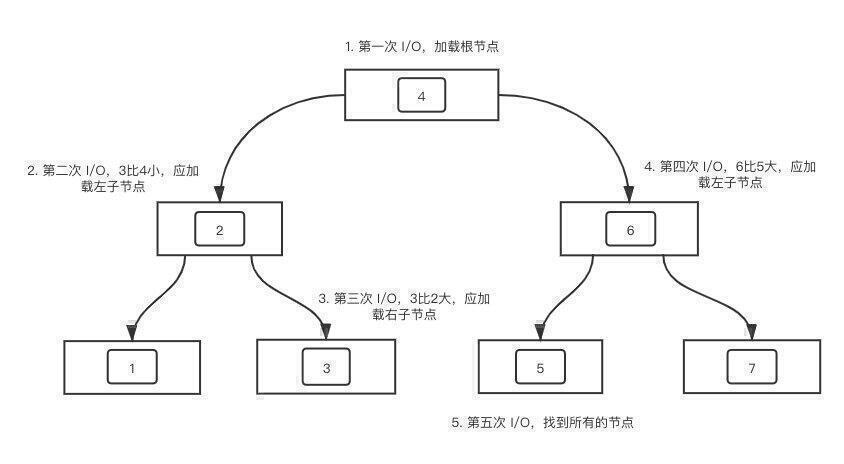 1. 第一次 I/O，加载根节点
4
2. 第二次 I/O，3比4小，应加
载左子节点
4. 第四次 I/O，6比5大，应加
载左子节点
2
6
3. 第三次 I/O，3比2大，应加
载右子节点
1
3
5
7
5. 第五次 I/O，找到所有的节点